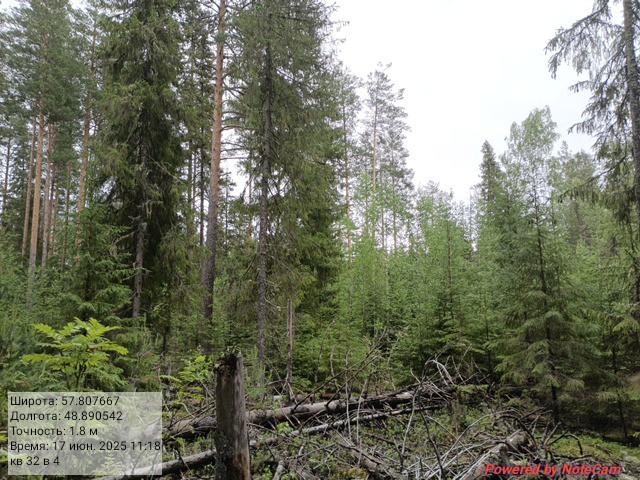 Широта: 57.807667
Долгота: 48.890542
Точность: 1.8 м
Время: 17 июн. 2025 11:18
кв 32 в 4
Powered by NoteCam